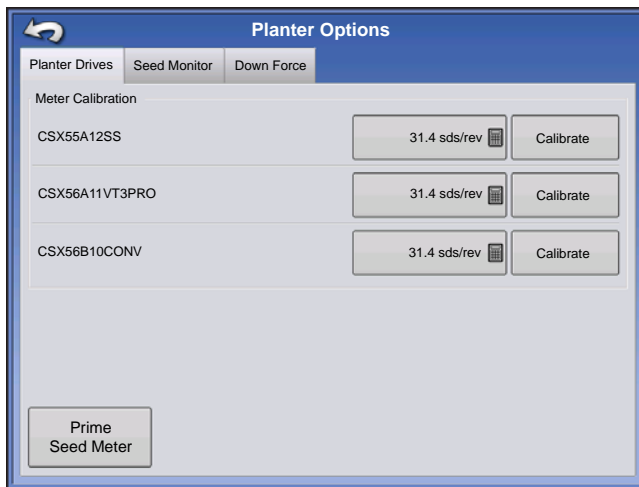 Planter Options
Planter Drives
Seed Monitor
Down Force
Meter Calibration
CSX55A12SS
31.4 sds/rev
Calibrate
CSX56A11VT3PRO
31.4 sds/rev
Calibrate
CSX56B10CONV
31.4 sds/rev
Calibrate
Prime
Seed Meter